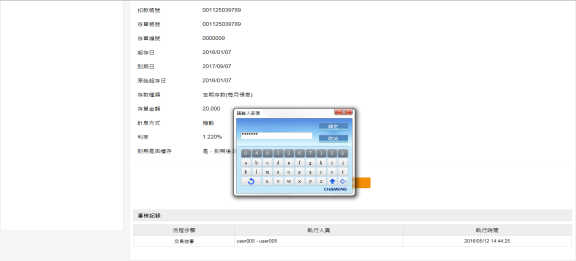 扣款帳號 001125039789
存單帳號 001125039789
存單編號 0000009
起存日 2016/01/07
到期日 2017/09/07
原始起存日 2016/01/07
存款種類 定期存款(每月領息)
存單金額 20,000
計息方式 機動
利率 1.220%
到期是否續存 是 - 到期後
請輸入密碼
*******
確定
取消
a b c d e f g h i j
k l m n o p q r s t
u v w x y z
CHANGING
審核記錄
流程步驟 執行人員 執行時間
交易送審 user005 - user005 2016/05/12 14:44:25